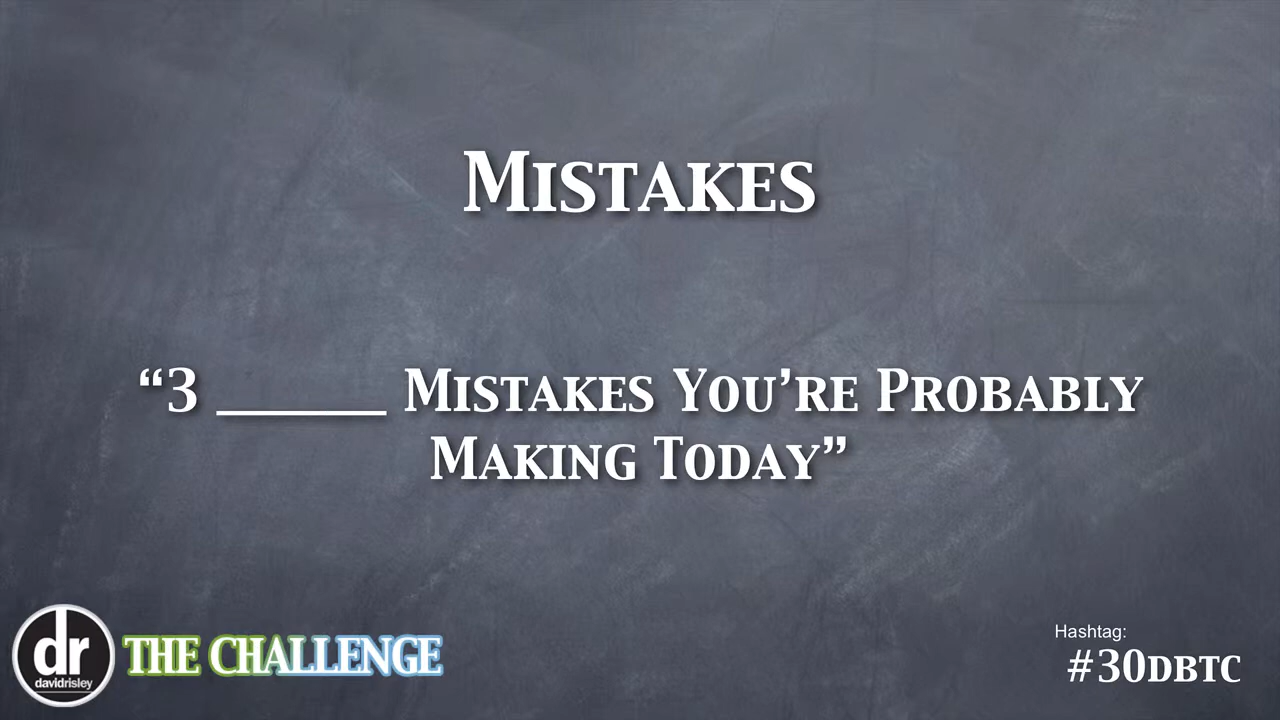 Mistakes
“3 ______ Mistakes You’re Probably
Making Today”
dr
davidrisley
THE CHALLENGE
Hashtag:
#30DBTC